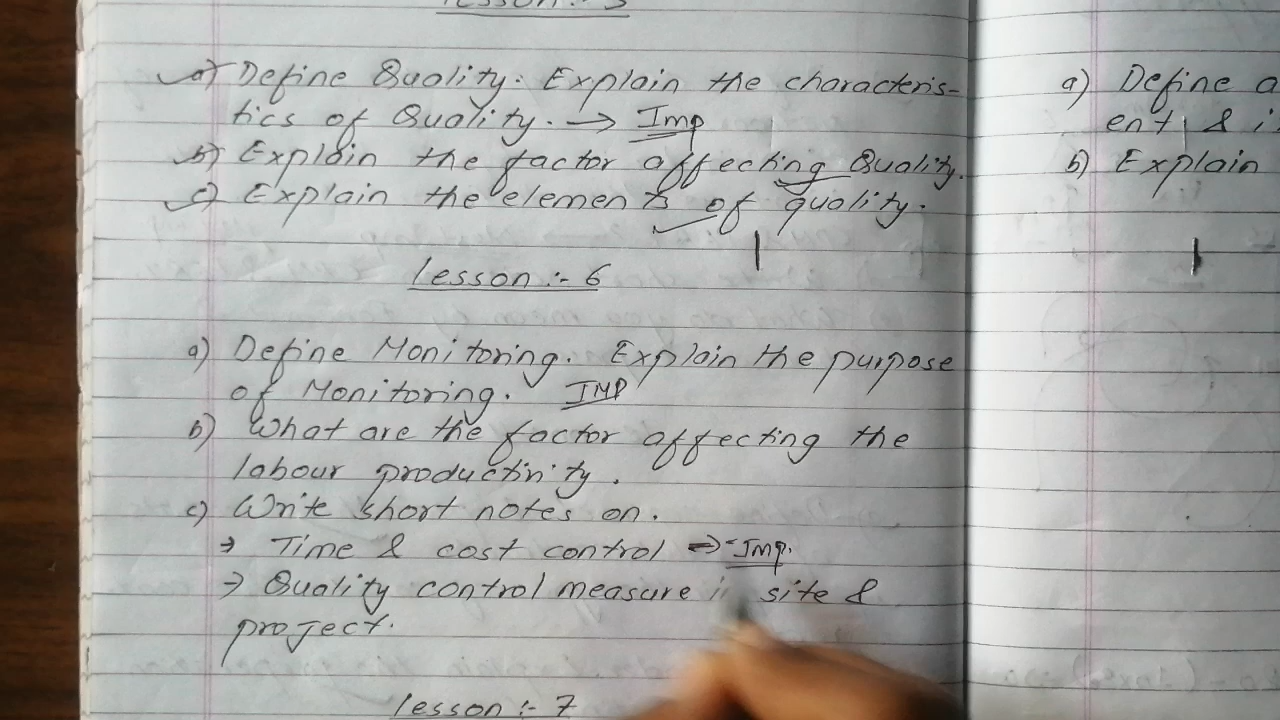 a) Define Quality. Explain the characteris-
tics of Quality. → Imp
b) Explain the factor affecting Quality.
c) Explain the elements of quality.
Lesson :- 6
a) Define Monitoring. Explain the purpose
of Monitoring. IMP
b) What are the factor affecting the
labour productivity.
c) Write short notes on.
→ Time & cost control ⇒ Imp.
→ Quality control measure site &
project.
Lesson :- 7
a) Define
ent &
b) Explain